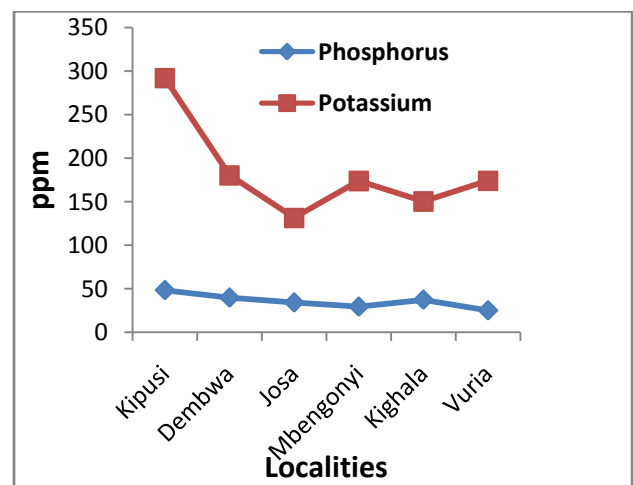 350
300
250
200
150
100
50
0
ppm
Phosphorus
Potassium
Kipusi
Dembwa
Josa
Mbengonyi
Kighala
Vuria
Localities